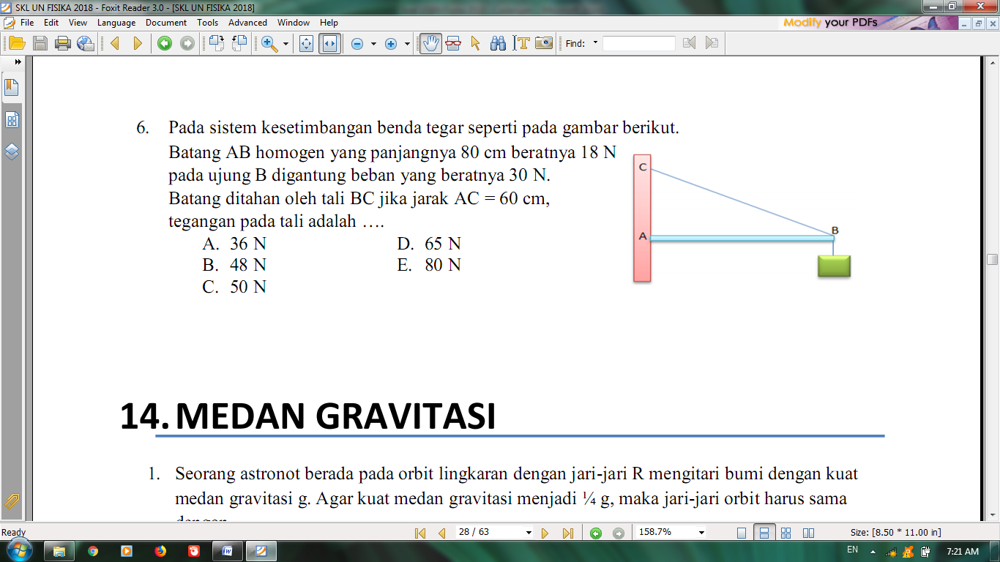 SKL UN FISIKA 2018 - Foxit Reader 3.0 - [SKL UN FISIKA 2018]
File Edit View Language Document Tools Advanced Window Help
Modify your PDFs
Find:
6. Pada sistem kesetimbangan benda tegar seperti pada gambar berikut.
Batang AB homogen yang panjangnya 80 cm beratnya 18 N
pada ujung B digantung beban yang beratnya 30 N.
Batang ditahan oleh tali BC jika jarak AC = 60 cm,
tegangan pada tali adalah ….
A. 36 N D. 65 N
B. 48 N E. 80 N
C. 50 N
C
A
B
14. MEDAN GRAVITASI
1. Seorang astronot berada pada orbit lingkaran dengan jari-jari R mengitari bumi dengan kuat
medan gravitasi g. Agar kuat medan gravitasi menjadi ¼ g, maka jari-jari orbit harus sama
Ready
28 / 63
158.7%
Size: [8.50 * 11.00 in]
EN
7:21 AM